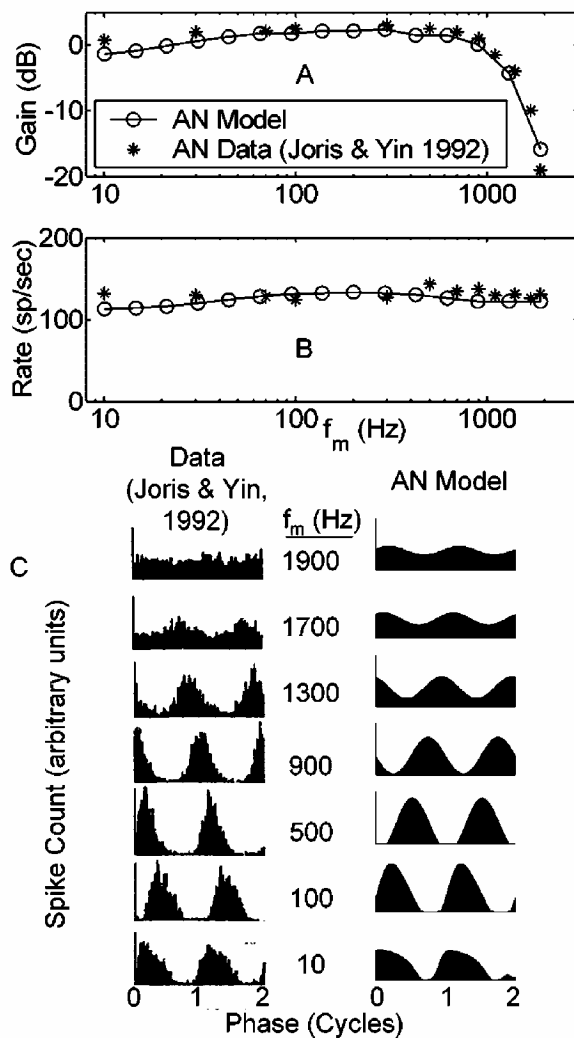 0
Gain (dB)
-10
-20
A
AN Model
AN Data (Joris & Yin 1992)
10
100
1000
200
Rate (sp/sec)
100
0
B
10
100
1000
f_m (Hz)
Data
(Joris & Yin,
1992)
AN Model
f_m (Hz)
C
Spike Count (arbitrary units)
1900
1700
1300
900
500
100
10
0 1 2
0 1 2
Phase (Cycles)